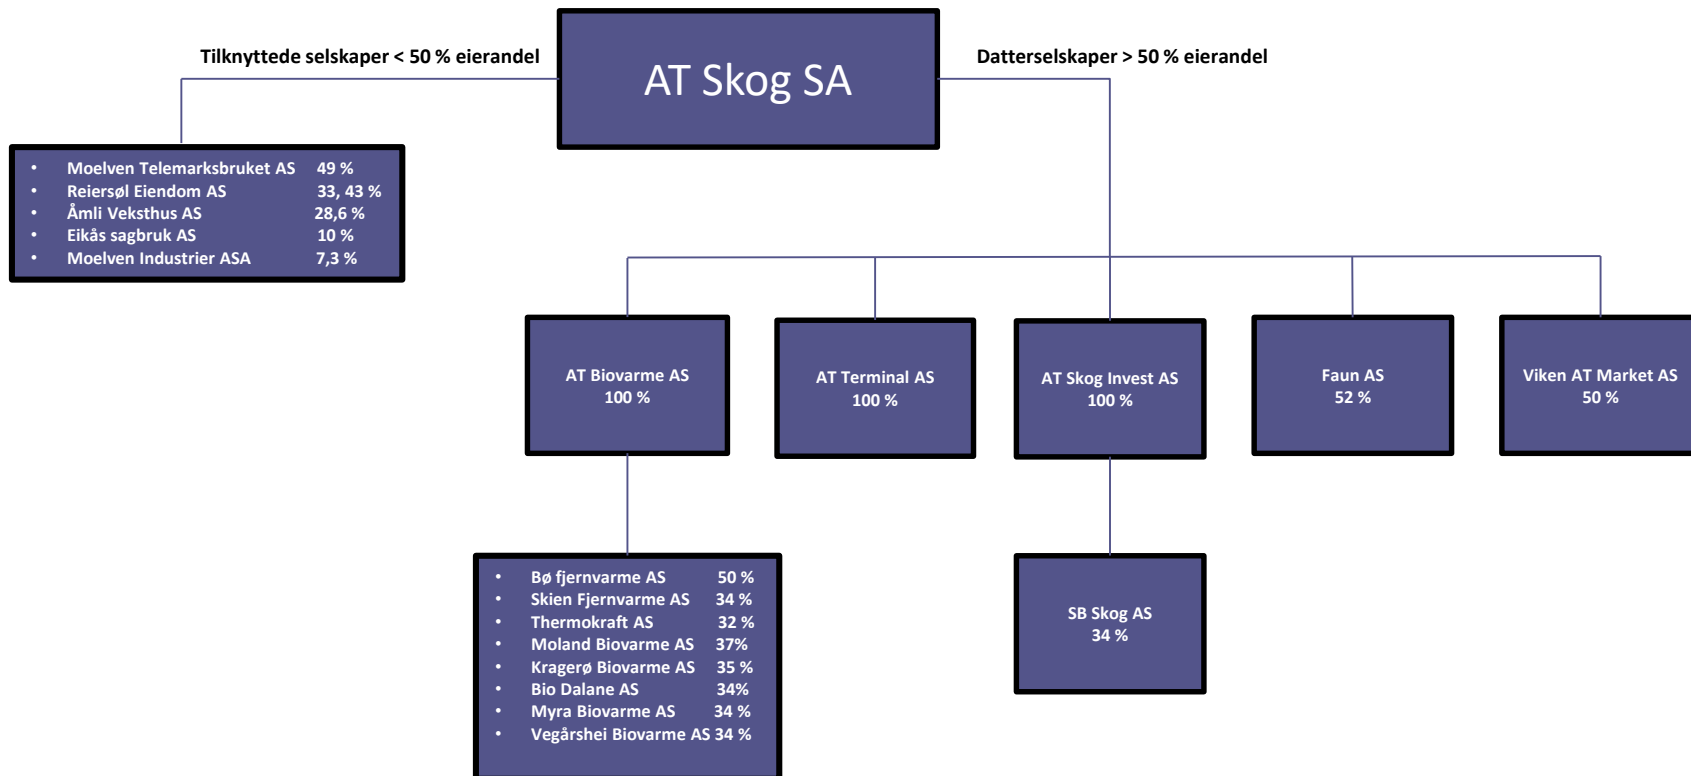 AT Skog SA
Tilknyttede selskaper < 50 % eierandel
Datterselskaper > 50 % eierandel
• Moelven Telemarksbruket AS 49 %
• Reiersøl Eiendom AS 33, 43 %
• Åmli Veksthus AS 28,6 %
• Eikås sagbruk AS 10 %
• Moelven Industrier ASA 7,3 %
AT Biovarme AS
100 %
AT Terminal AS
100 %
AT Skog Invest AS
100 %
Faun AS
52 %
Viken AT Market AS
50 %
• Bø fjernvarme AS 50 %
• Skien Fjernvarme AS 34 %
• Thermokraft AS 32 %
• Moland Biovarme AS 37%
• Kragerø Biovarme AS 35 %
• Bio Dalane AS 34%
• Myra Biovarme AS 34 %
• Vegårshei Biovarme AS 34 %
SB Skog AS
34 %